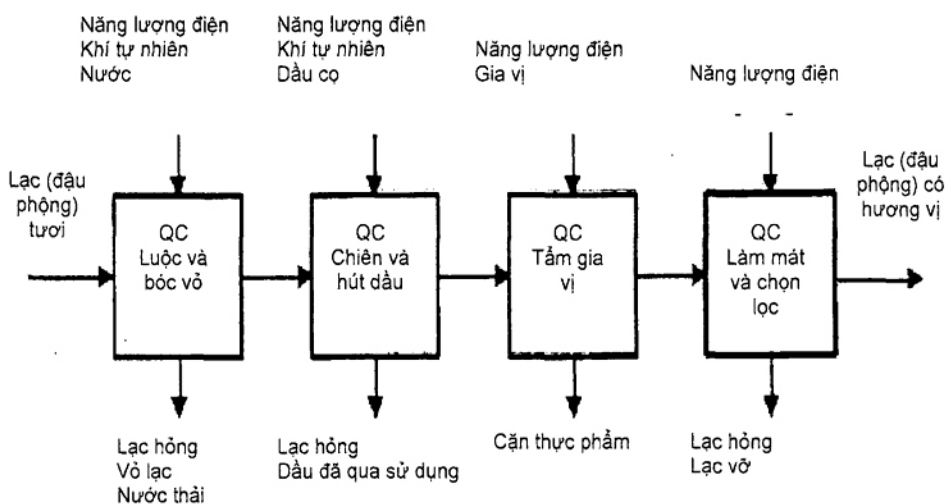 Năng lượng điện
Khí tự nhiên
Nước
Năng lượng điện
Khí tự nhiên
Dầu cọ
Năng lượng điện
Gia vị
Năng lượng điện
Lạc (đậu
phộng)
tươi
QC
Luộc và
bóc vỏ
QC
Chiên và
hút dầu
QC
Tẩm gia
vị
QC
Làm mát
và chọn
lọc
Lạc (đậu
phộng) có
hương vị
Lạc hỏng
Vỏ lạc
Nước thải
Lạc hỏng
Dầu đã qua sử dụng
Cặn thực phẩm
Lạc hỏng
Lạc vỡ